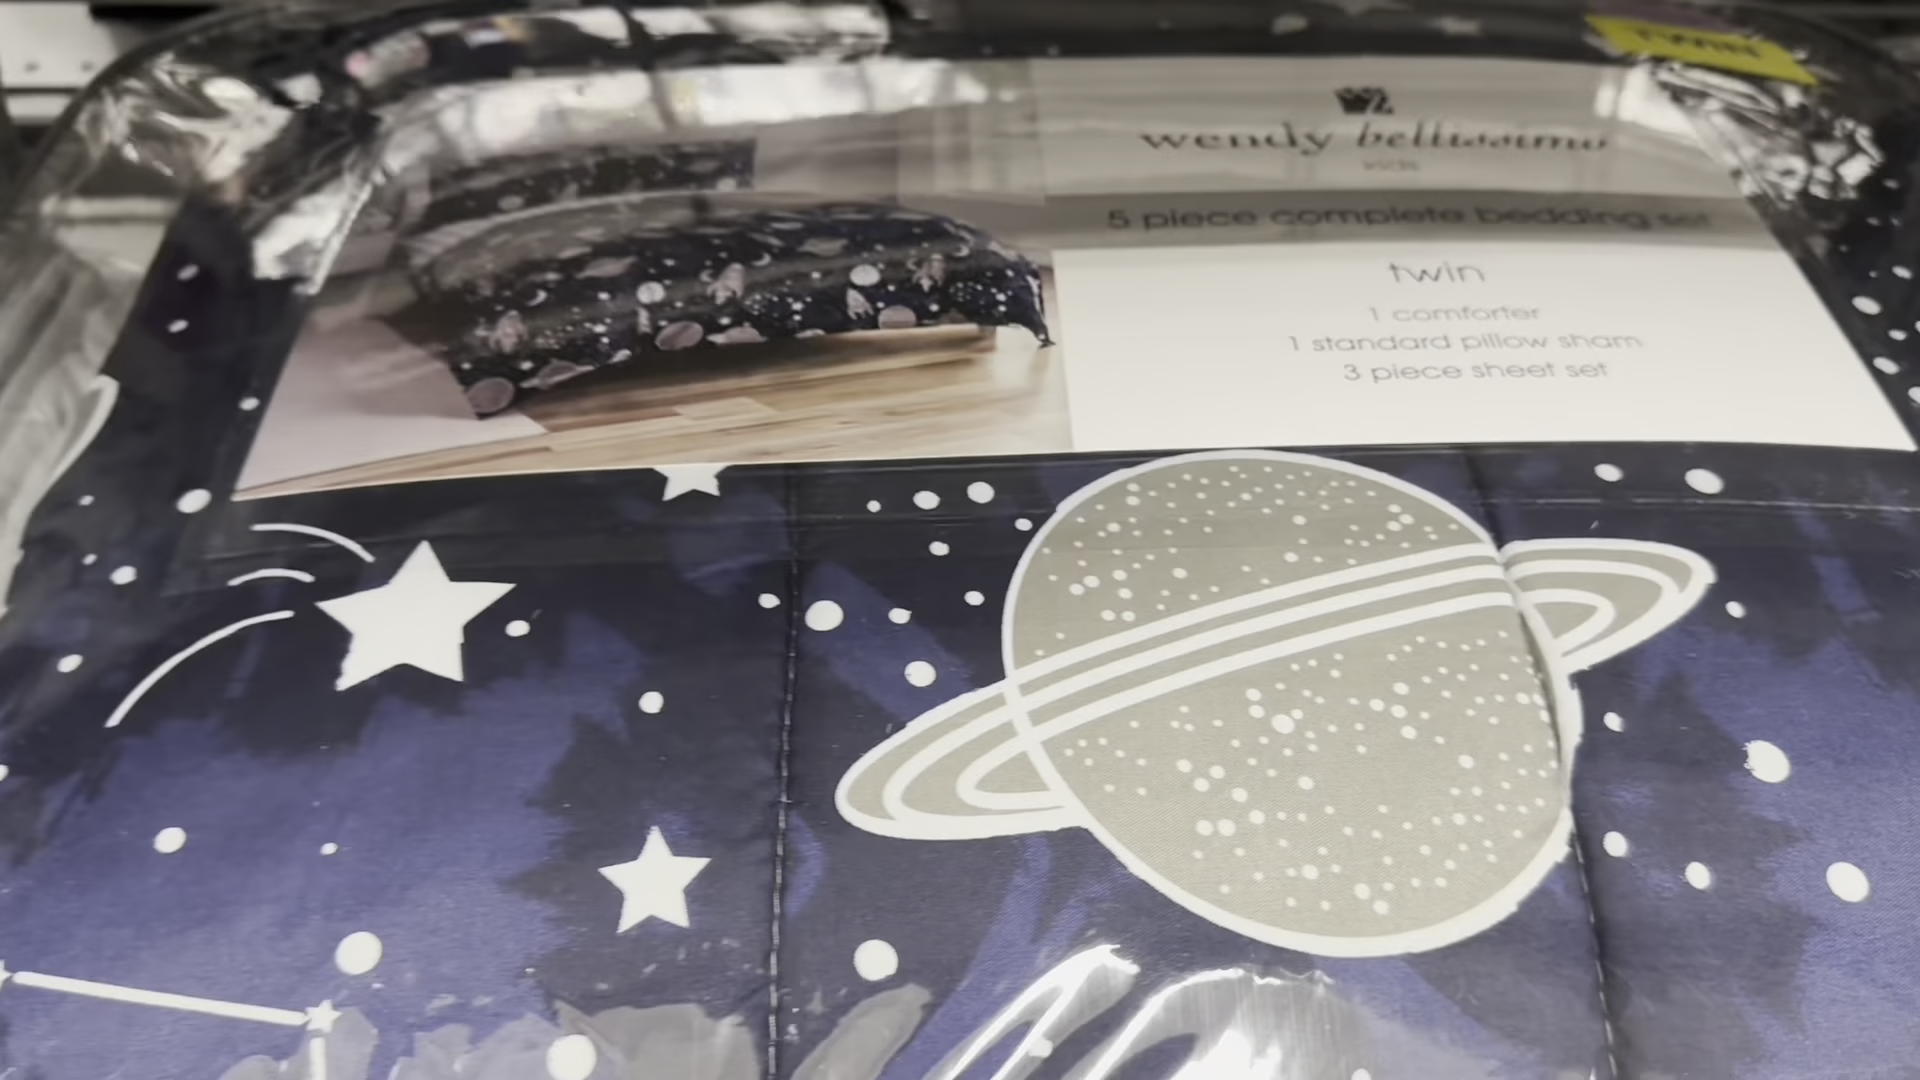 TWIN
wendy bellissimo
kids
5 piece complete bedding set
twin
1 comforter
1 standard pillow sham
3 piece sheet set